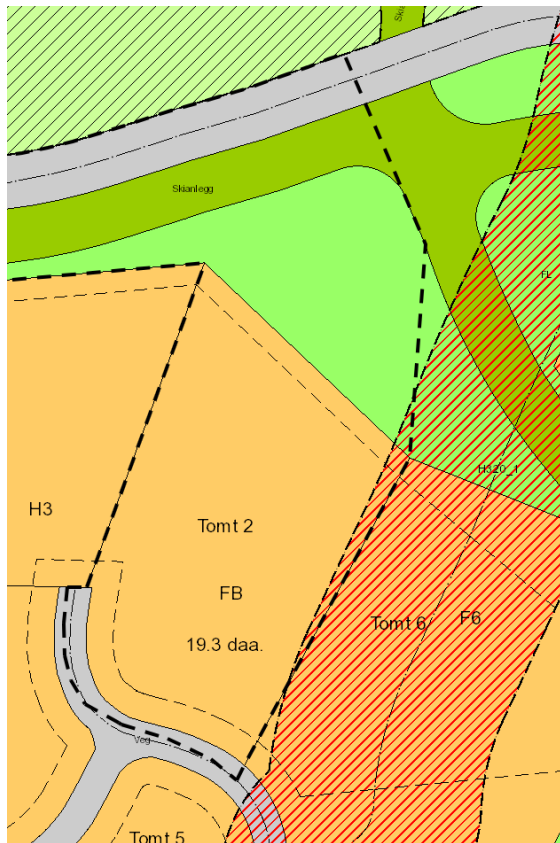 Skianlegg
FL
H320_1
H3
Tomt 2
FB
19.3 daa.
Tomt 6
F6
Veg
Tomt 5